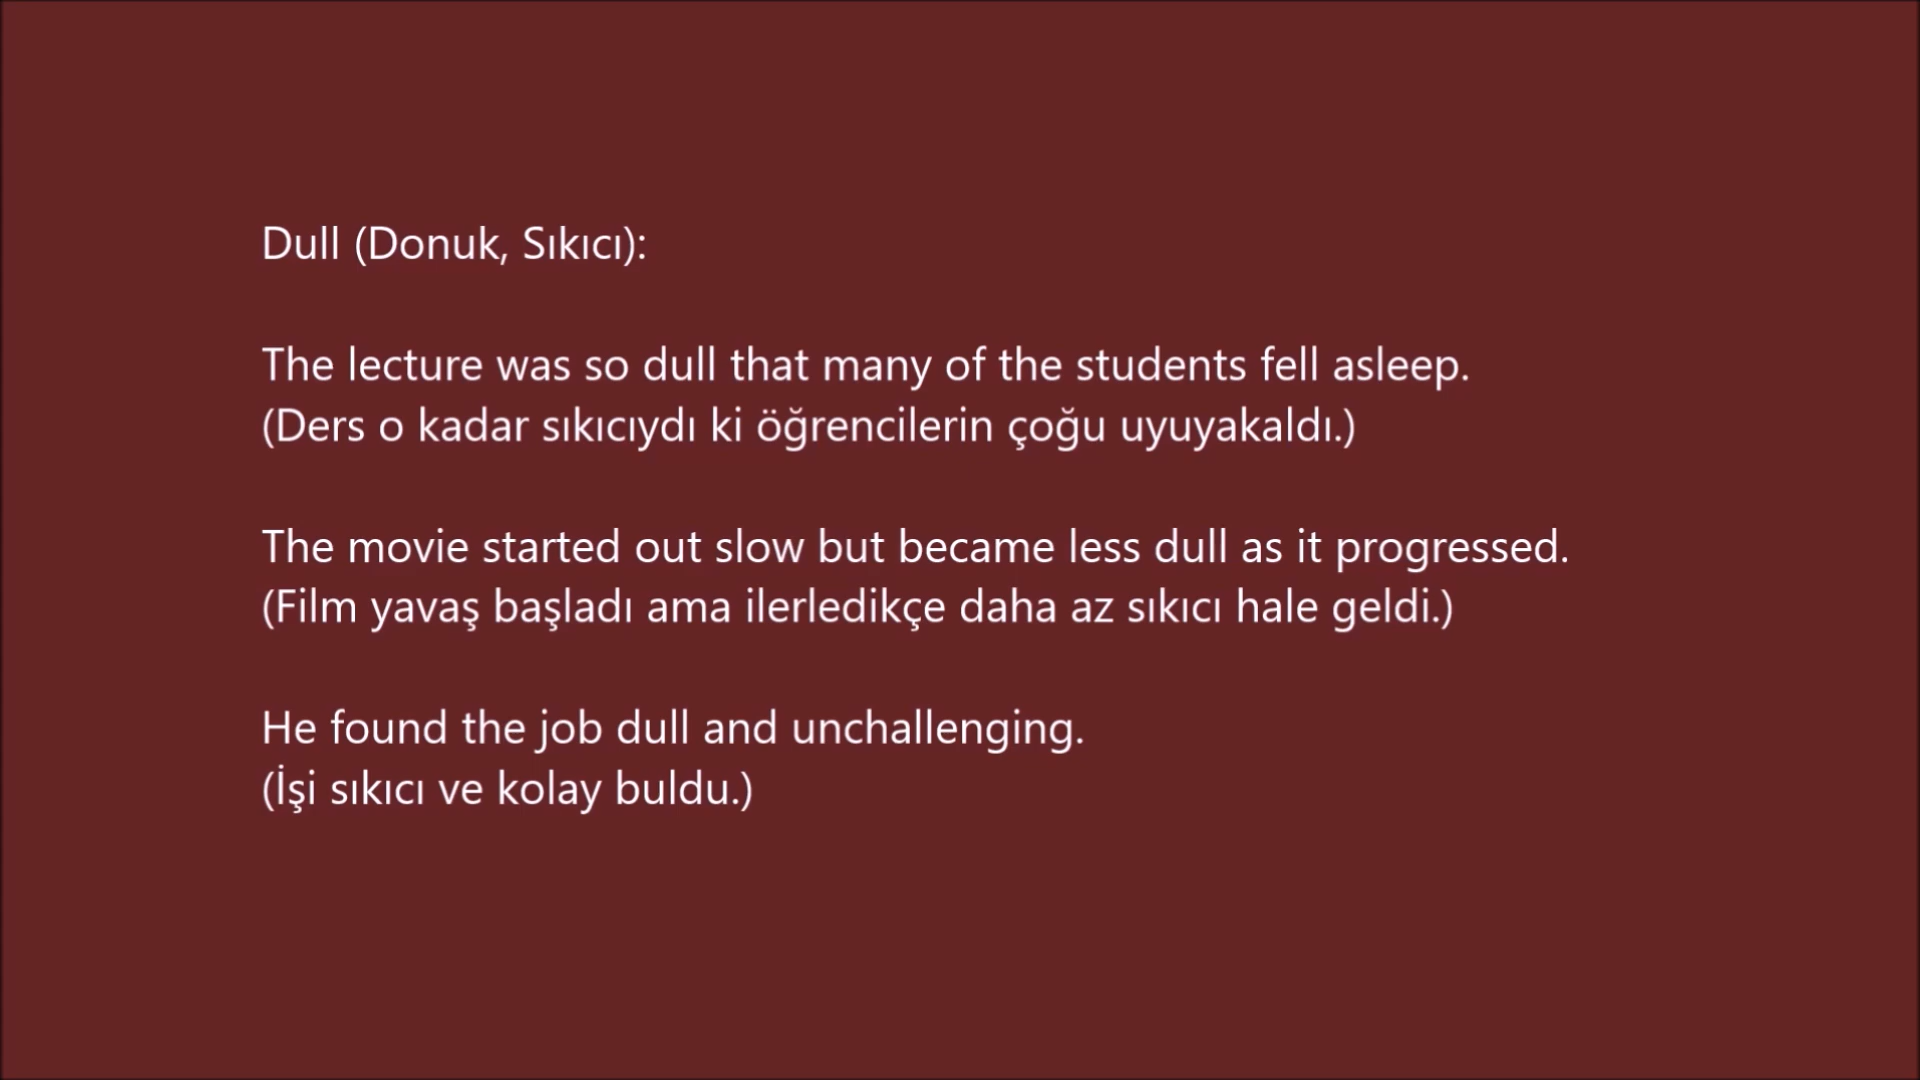 Dull (Donuk, Sıkıcı):
The lecture was so dull that many of the students fell asleep.
(Ders o kadar sıkıcıydı ki öğrencilerin çoğu uyuyakaldı.)
The movie started out slow but became less dull as it progressed.
(Film yavaş başladı ama ilerledikçe daha az sıkıcı hale geldi.)
He found the job dull and unchallenging.
(İşi sıkıcı ve kolay buldu.)